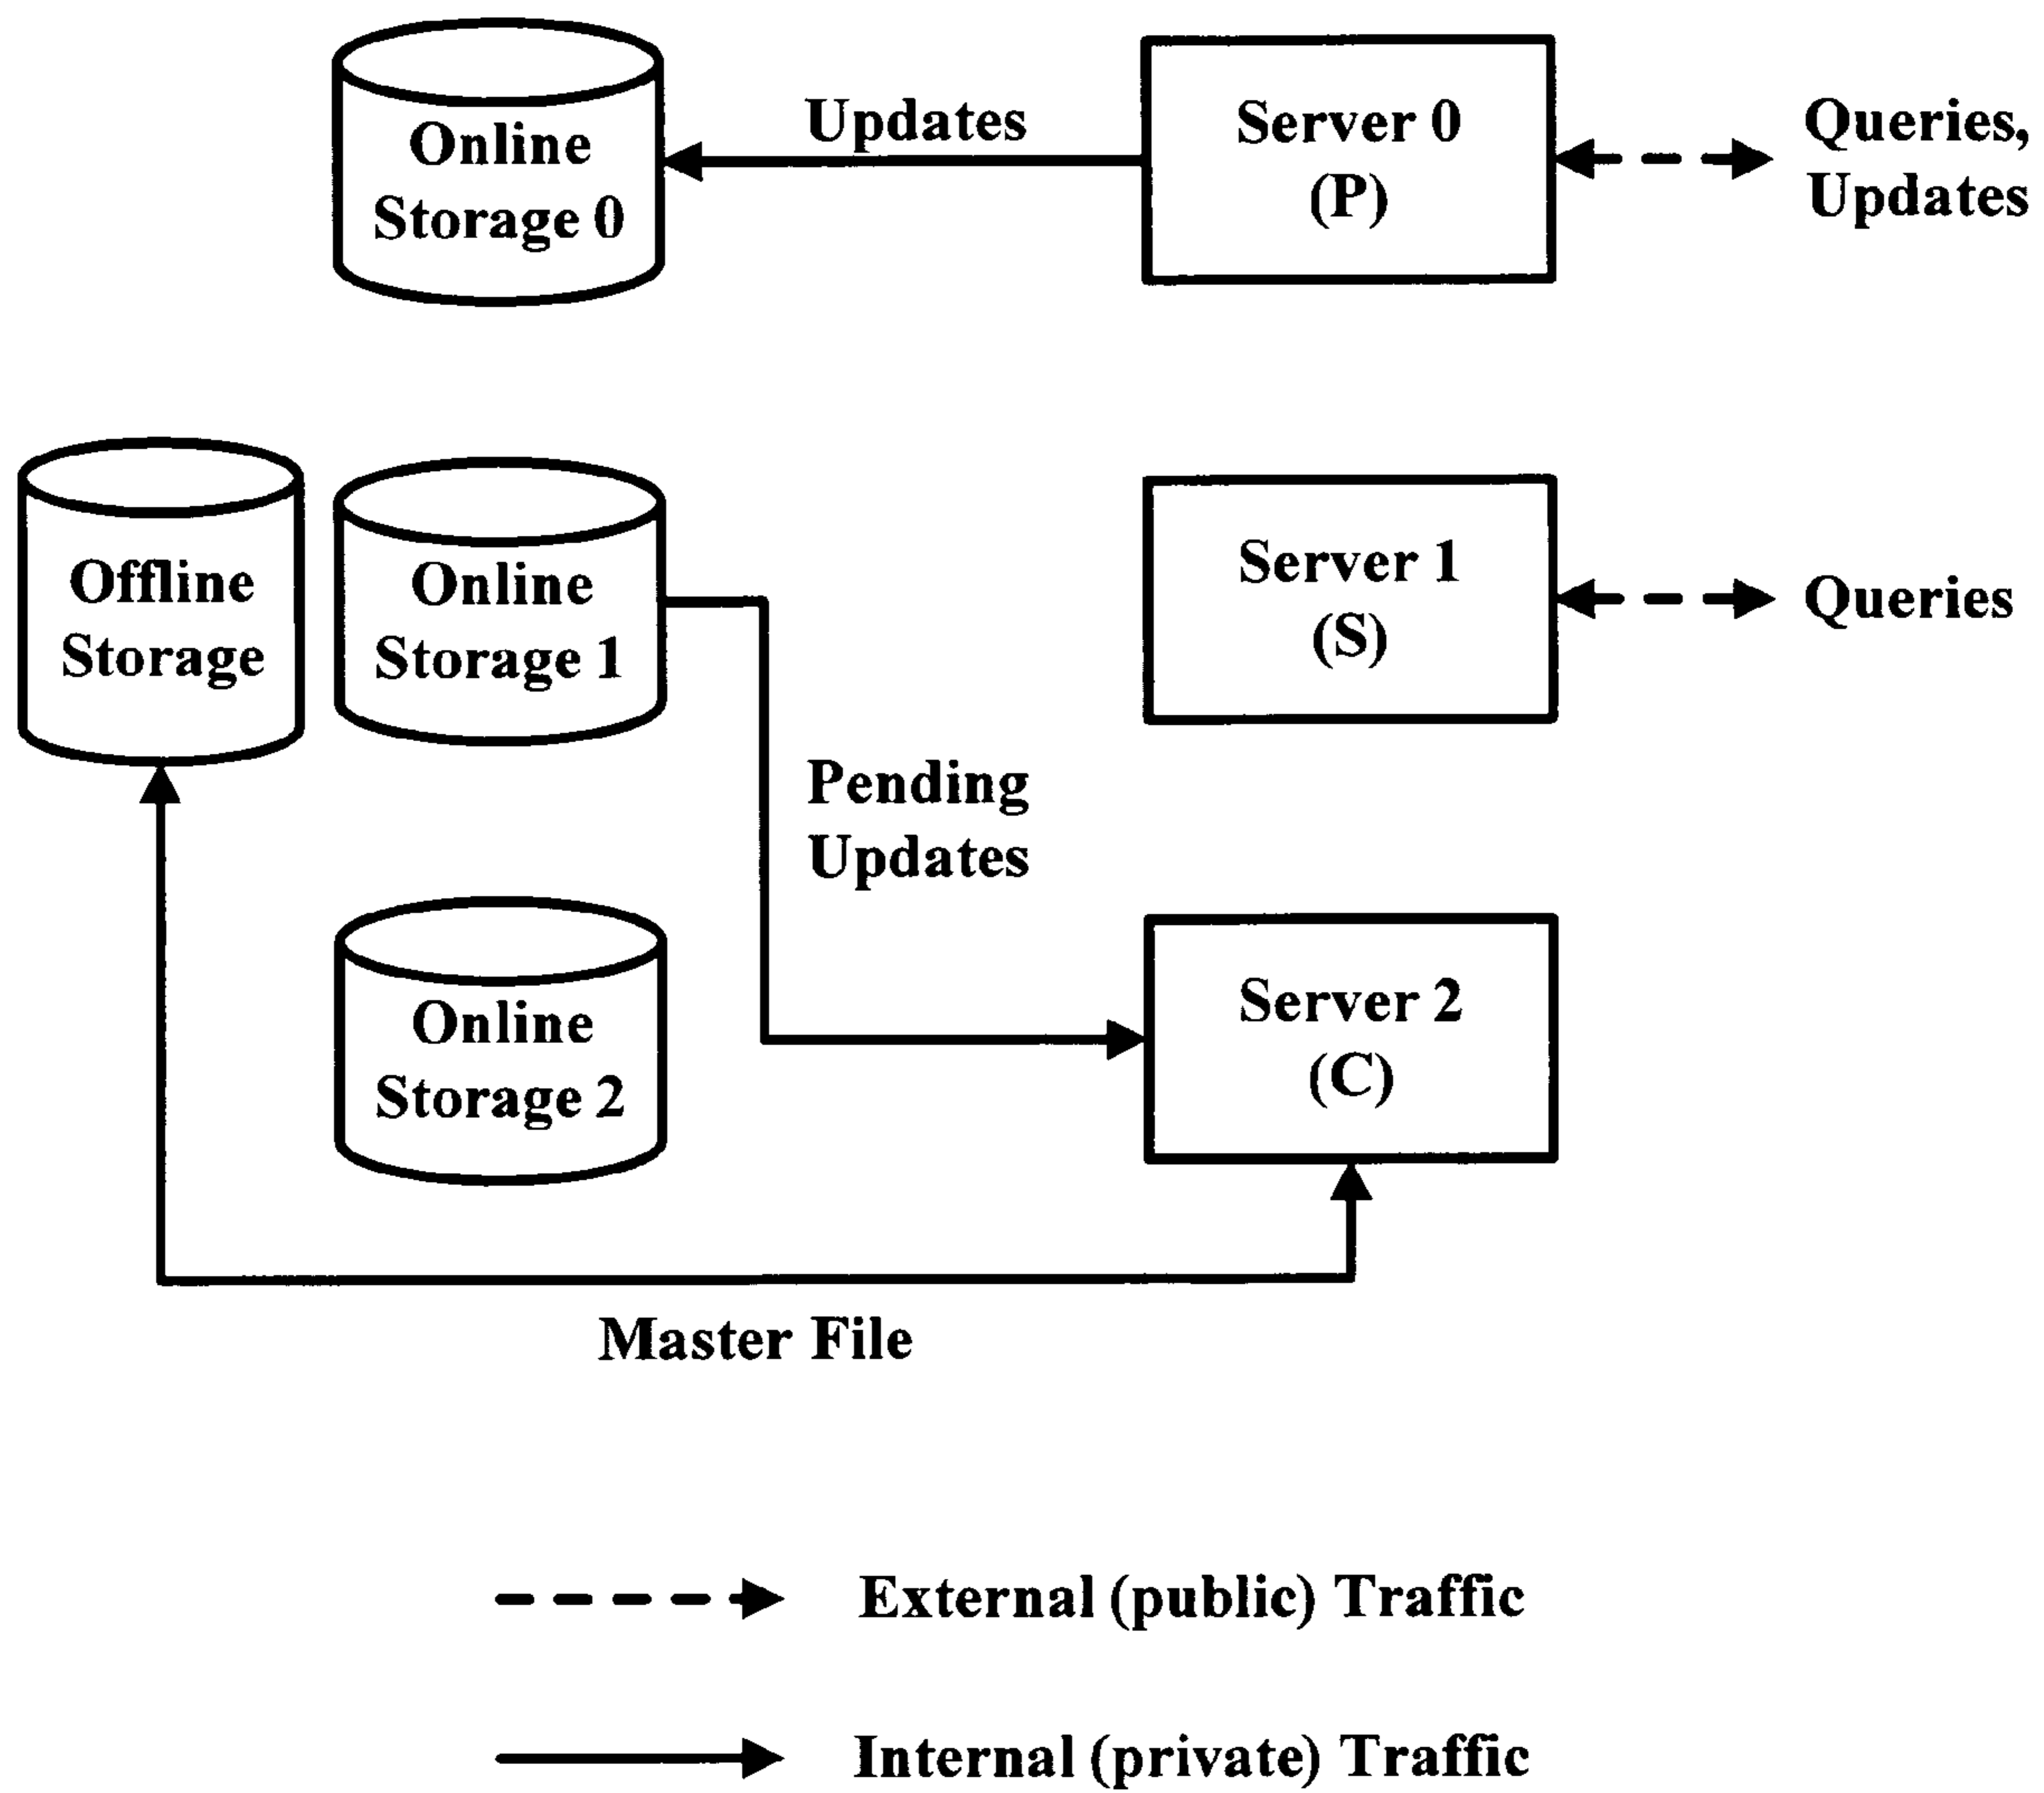 Online
Storage 0
Updates
Server 0
(P)
Queries,
Updates
Offline
Storage
Online
Storage 1
Server 1
(S)
Queries
Pending
Updates
Online
Storage 2
Server 2
(C)
Master File
External (public) Traffic
Internal (private) Traffic